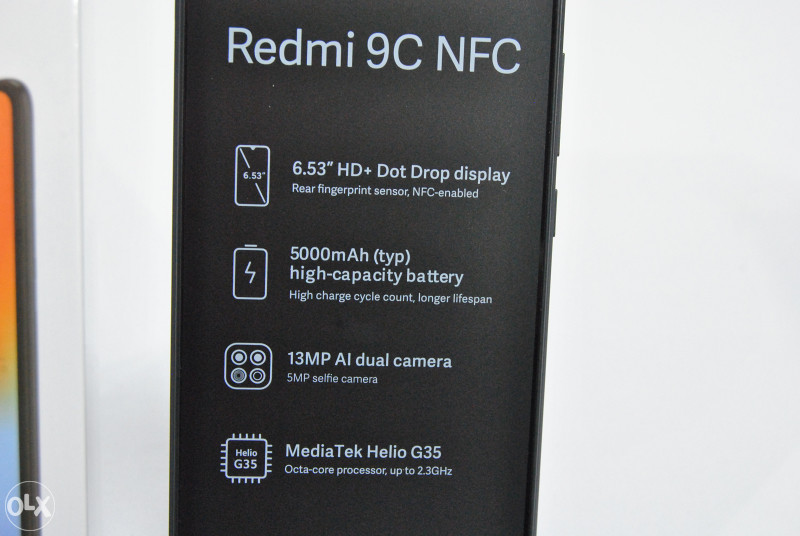 Redmi 9C NFC
6.53"
6.53” HD+ Dot Drop display
Rear fingerprint sensor, NFC-enabled
5000mAh (typ)
high-capacity battery
High charge cycle count, longer lifespan
13MP AI dual camera
5MP selfie camera
Helio
G35
MediaTek Helio G35
Octa-core processor, up to 2.3GHz
OLX